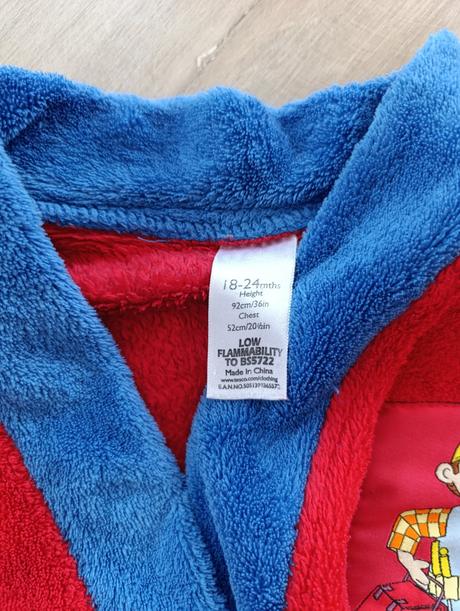 18-24mths
Height
92cm/36in
Chest
52cm/20½in
LOW
FLAMMABILITY
TO BS5722
Made In China
www.tesco.com/clothing
E.A.N.NO.